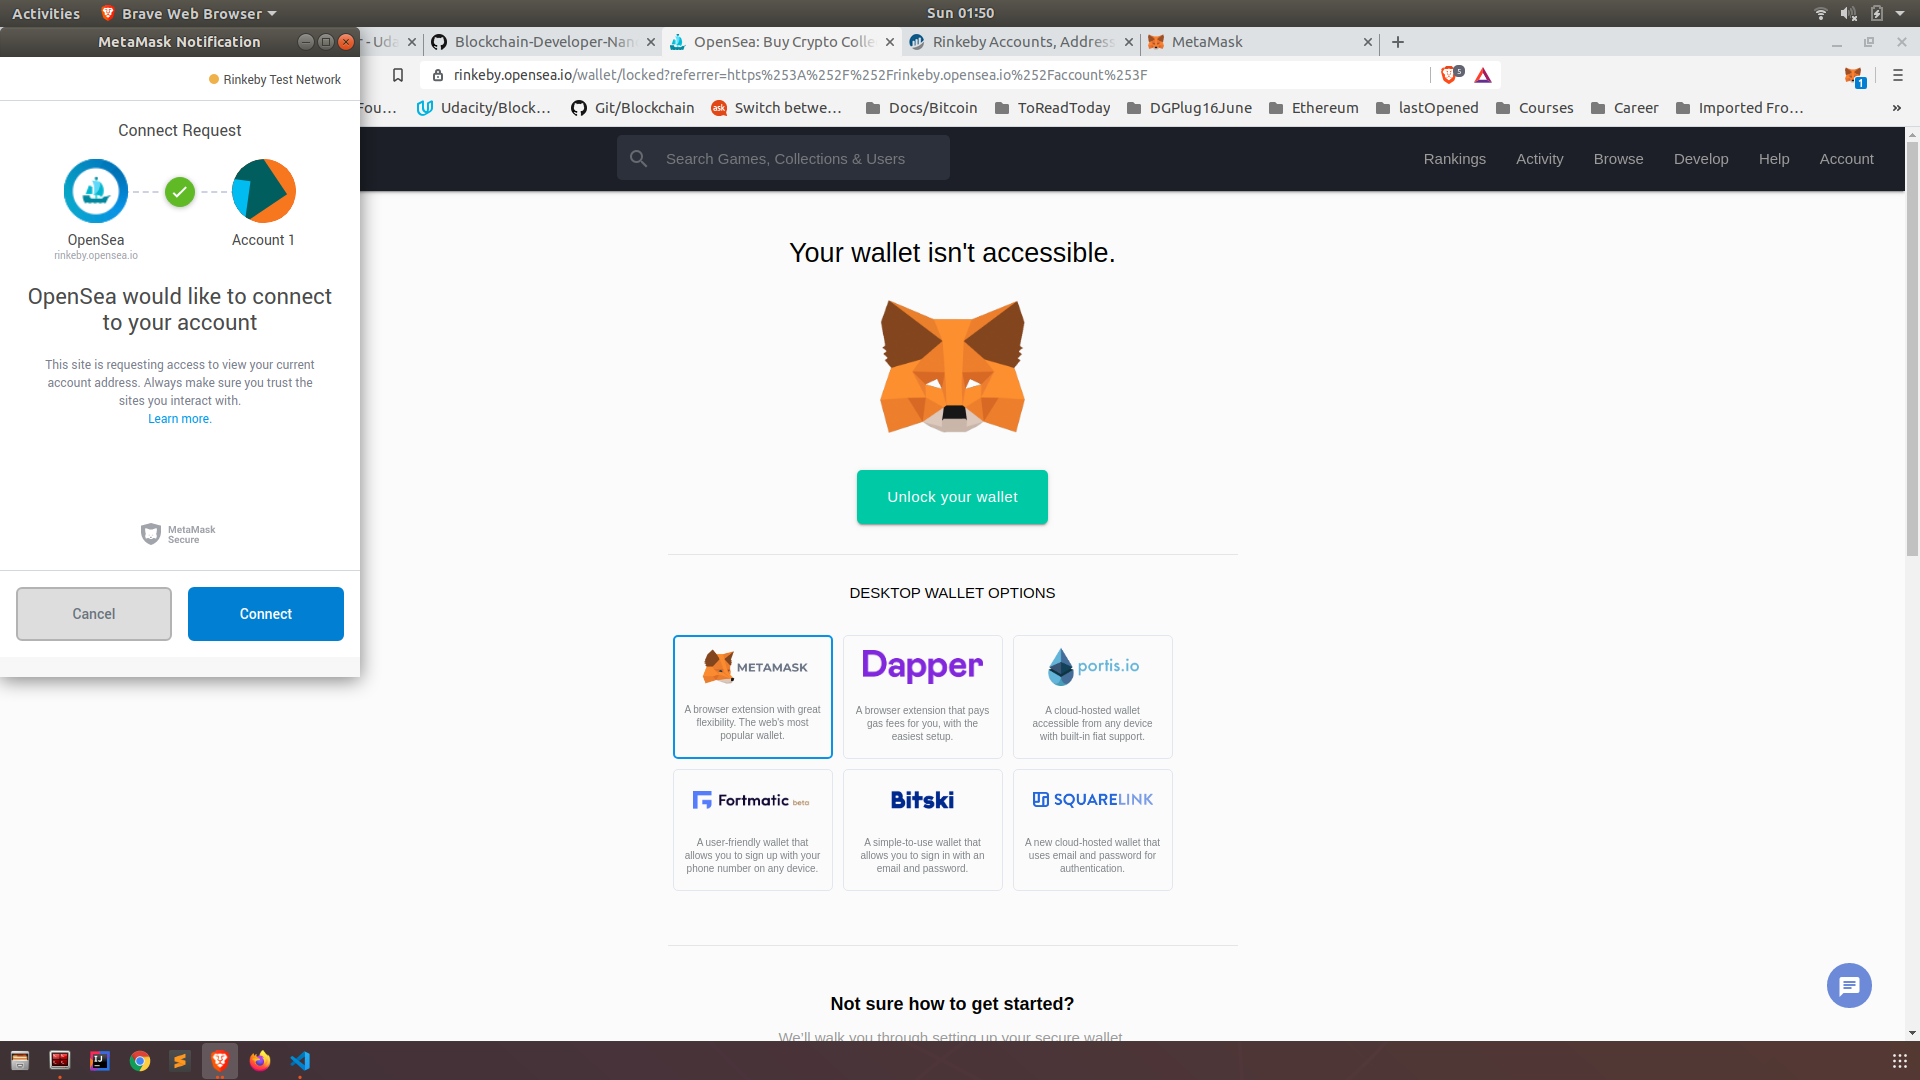 Activities
Brave Web Browser
Sun 01:50
MetaMask Notification
- Uda
Blockchain-Developer-Nan
OpenSea: Buy Crypto Colle
Rinkeby Accounts, Address
MetaMask
Rinkeby Test Network
rinkeby.opensea.io/wallet/locked?referrer=https%253A%252F%252Frinkeby.opensea.io%252Faccount%253F
5
1
Fou...
Udacity/Block...
Git/Blockchain
ask
Switch betwe...
Docs/Bitcoin
ToReadToday
DGPlug16June
Ethereum
lastOpened
Courses
Career
Imported Fro...
»
Connect Request
OpenSea
rinkeby.opensea.io
Account 1
OpenSea would like to connect
to your account
This site is requesting access to view your current
account address. Always make sure you trust the
sites you interact with.
Learn more.
MetaMask
Secure
Cancel
Connect
Search Games, Collections & Users
Rankings
Activity
Browse
Develop
Help
Account
Your wallet isn't accessible.
Unlock your wallet
DESKTOP WALLET OPTIONS
METAMASK
A browser extension with great
flexibility. The web's most
popular wallet.
Dapper
A browser extension that pays
gas fees for you, with the
easiest setup.
portis.io
A cloud-hosted wallet
accessible from any device
with built-in fiat support.
Fortmatic beta
A user-friendly wallet that
allows you to sign up with your
phone number on any device.
Bitski
A simple-to-use wallet that
allows you to sign in with an
email and password.
SQUARELINK
A new cloud-hosted wallet that
uses email and password for
authentication.
Not sure how to get started?
We'll walk you through setting up your secure wallet
IJ